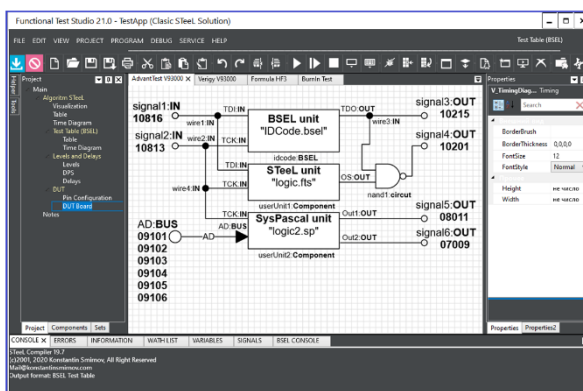 Functional Test Studio 21.0 - TestApp (Clasic STeeL Solution)
FILE EDIT VIEW PROJECT PROGRAM DEBUG SERVICE HELP
Test Table (BSEL)
Helper
Tools
Project
Main
Algoritm STeeL
Visualization
Table
Time Diagram
Test Table (BSEL)
Table
Time Diagram
Levels and Delays
Levels
DPS
Delays
DUT
Pin Configuration
DUT Board
Notes
Project Components Sets
AdvanTest V93000 X Verigy V93000 Formula HF3 BurnIn Test
signal1:IN
10816
signal2:IN
10813
wire1:IN
wire2:IN
wire4:IN
TDI:IN
TCK:IN
BSEL unit
"IDCode.bsel"
idcode:BSEL
TDO:OUT
wire3:IN
signal3:OUT
10215
signal4:OUT
10201
TDI:IN
TCK:IN
STeeL unit
"logic.fts"
userUnit1:Component
OS:OUT
nand1:circut
AD:BUS
09101
09102
09103
09104
09105
09106
AD
AD:BUS
SysPascal unit
"logic2.sp"
userUnit2:Component
Out1:OUT
Out2:OUT
signal5:OUT
08011
signal6:OUT
07009
Properties
V_TimingDiag... Timing
Search
BorderBrush
BorderThickness 0,0,0,0
FontSize 12
FontStyle Normal
Height не число
Width не число
Properties Properties2
CONSOLE X ERRORS INFORMATION WATH LIST VARIABLES SIGNALS BSEL CONSOLE
STeeL Compiler 19.7
(c)2001, 2020 Konstantin Smirnov, All Right Reserved
Mail@konstantinsmirnov.com
Output format: BSEL Test Table